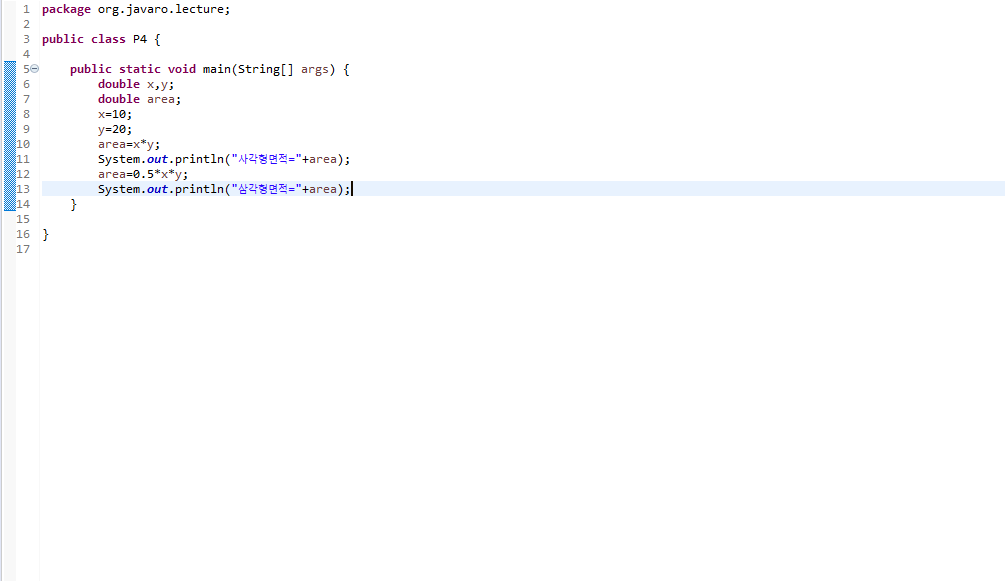 1 package org.javaro.lecture;
2
3 public class P4 {
4
5 public static void main(String[] args) {
6 double x,y;
7 double area;
8 x=10;
9 y=20;
10 area=x*y;
11 System.out.println("사각형면적="+area);
12 area=0.5*x*y;
13 System.out.println("삼각형면적="+area);
14 }
15
16 }
17